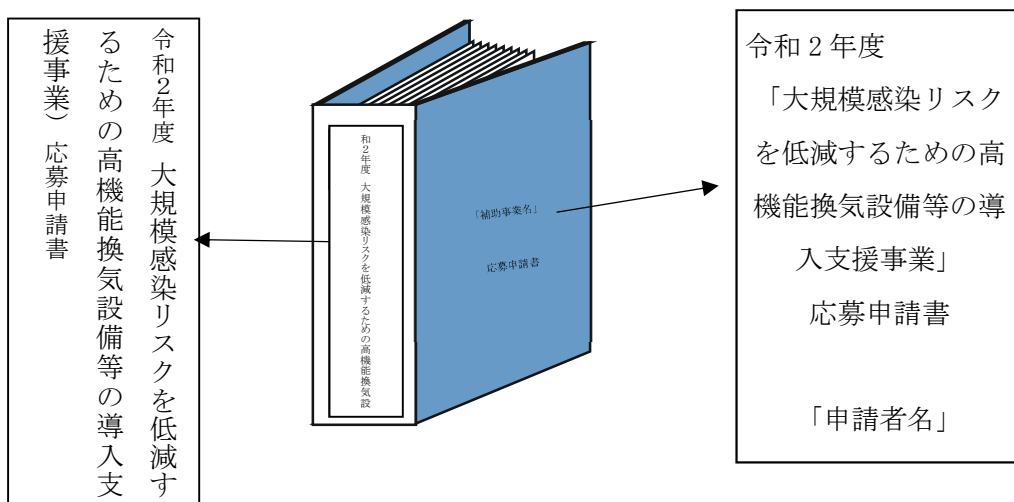 令和２年度 大規模感染リスクを低減す
るための高機能換気設備等の導入支
援事業） 応募申請書
和２年度 大規模感染リスクを低減するための高機能換気設
「補助事業名」
応募申請書
令和２年度
「大規模感染リスク
を低減するための高
機能換気設備等の導
入支援事業」
応募申請書
「申請者名」